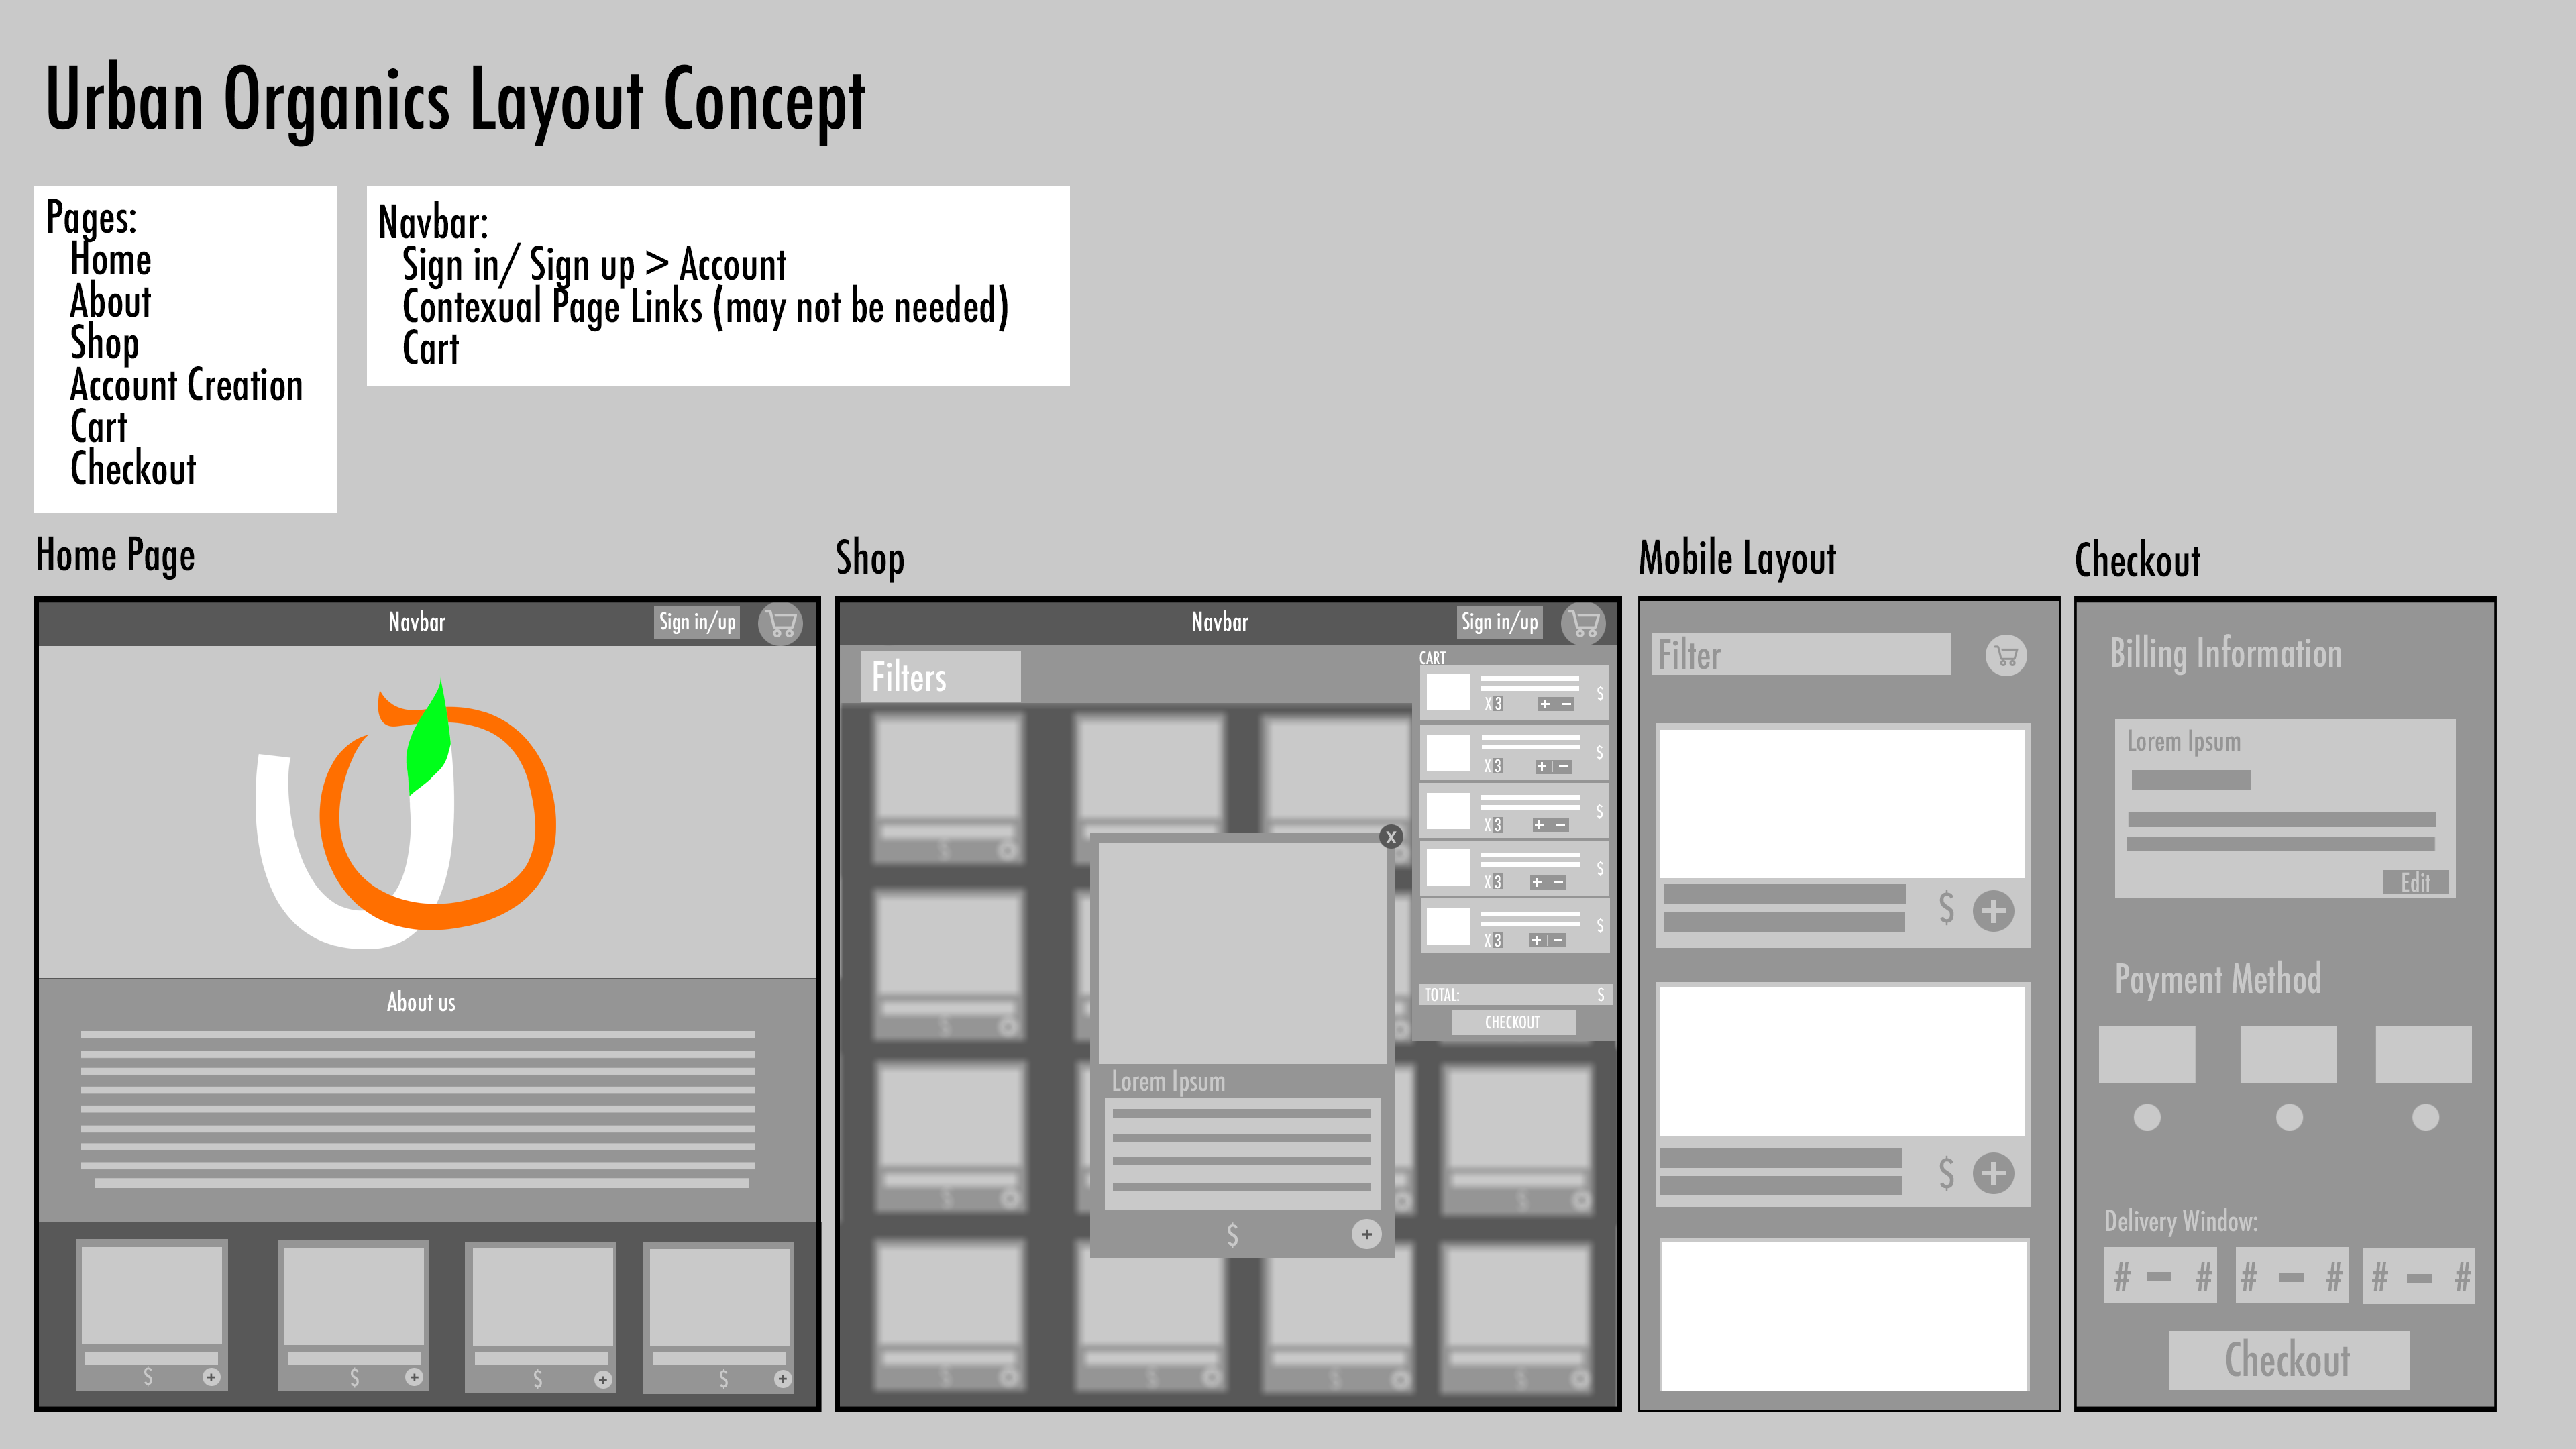 Urban Organics Layout Concept
Pages:
Home
About
Shop
Account Creation
Cart
Checkout
Navbar:
Sign in/ Sign up > Account
Contexual Page Links (may not be needed)
Cart
Home Page
Navbar
Sign in/up
About us
$ +
$ +
$ +
$ +
Shop
Navbar
Sign in/up
Filters
CART
$
X 3 + | −
$
X 3 + | −
$
X 3 + | −
$
X 3 + | −
$
X 3 + | −
TOTAL: $
CHECKOUT
X
Lorem Ipsum
$ +
Mobile Layout
Filter
$ +
$ +
Checkout
Billing Information
Lorem Ipsum
Edit
Payment Method
Delivery Window:
# − # # − # # − #
Checkout